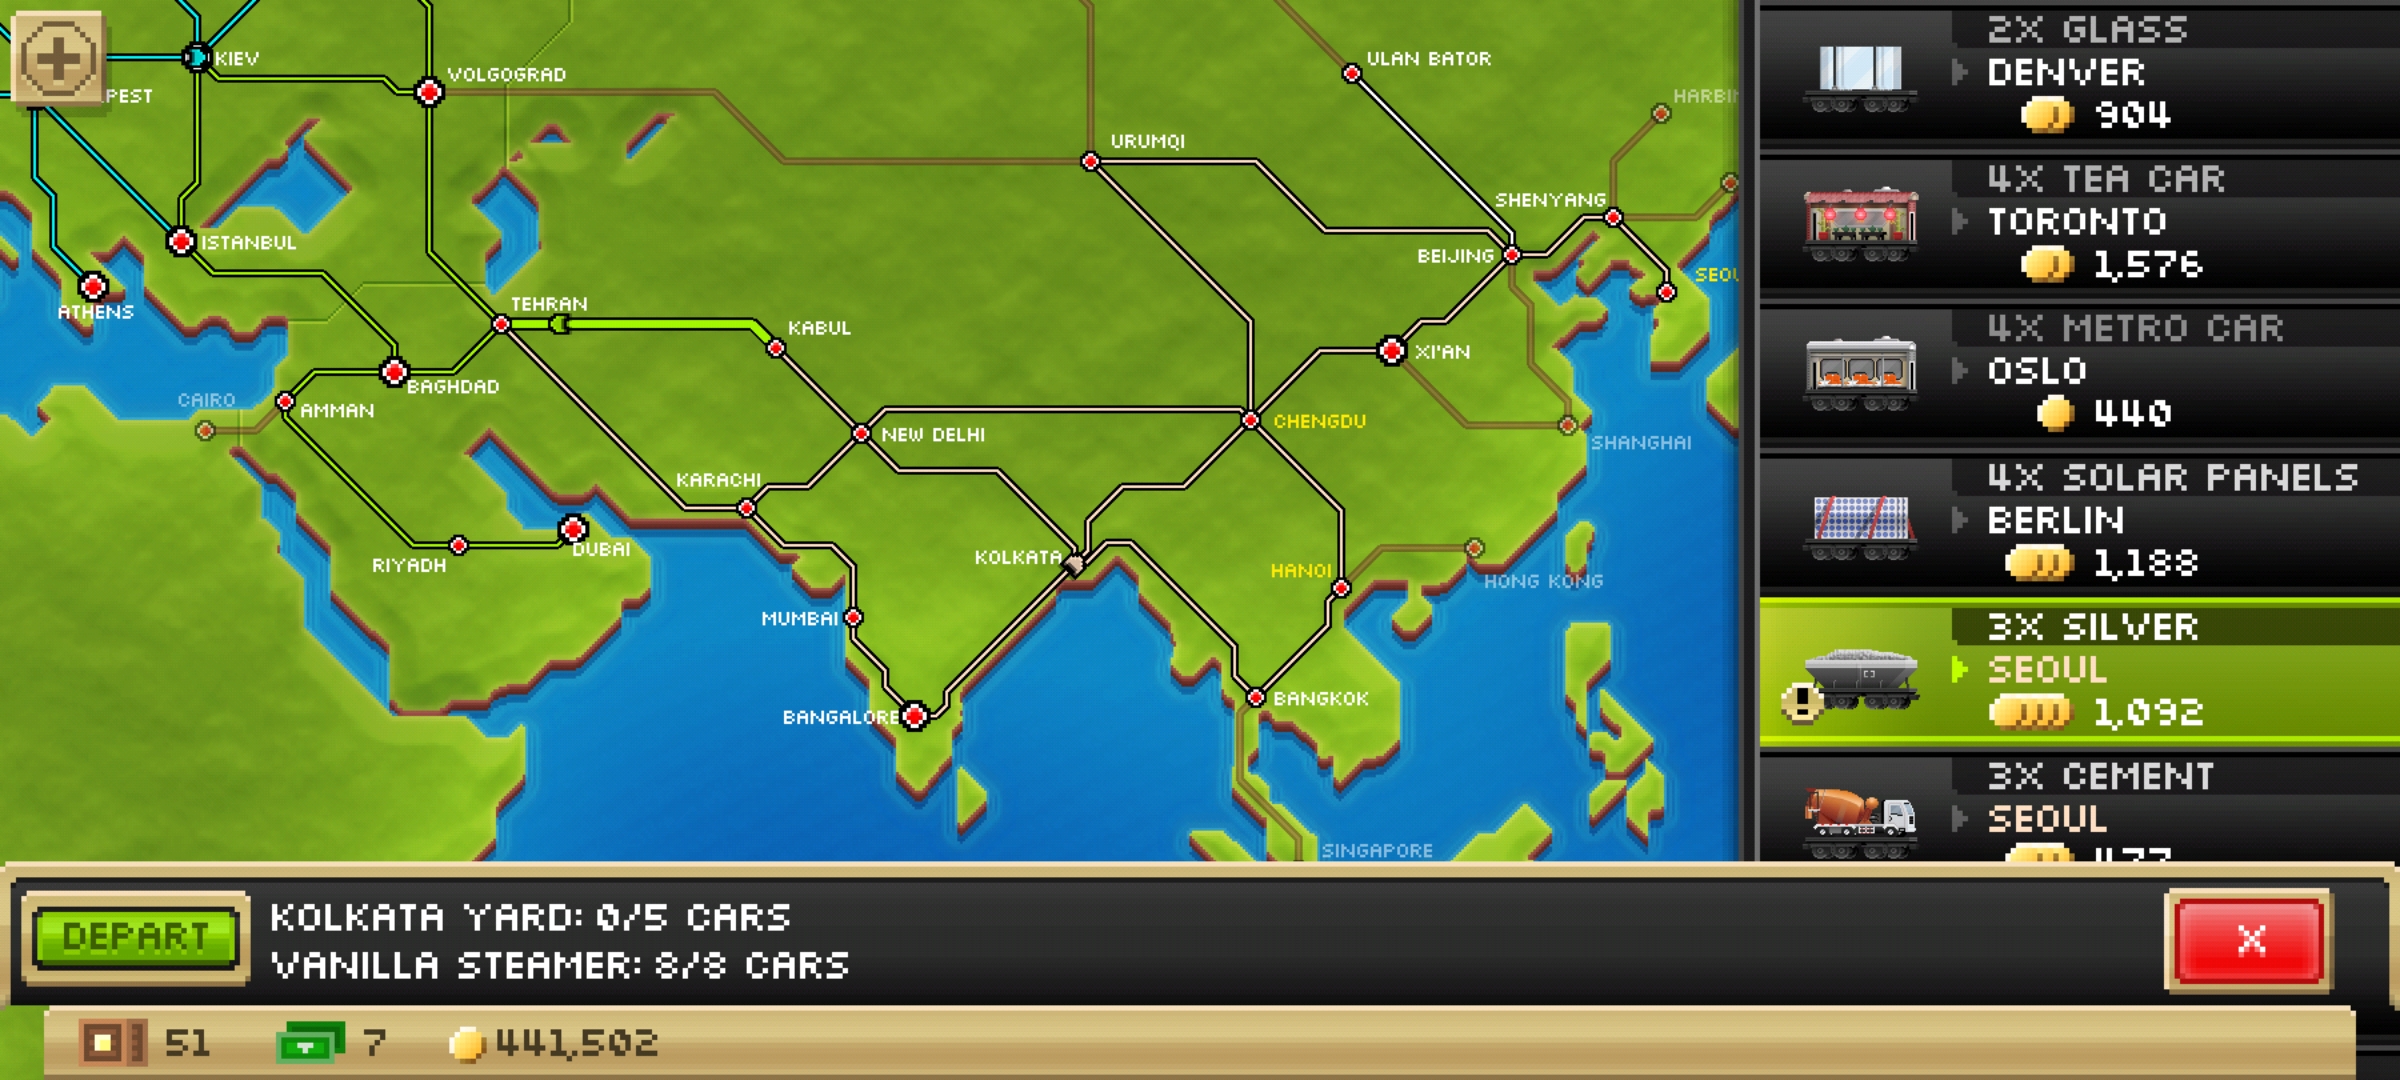 KIEV
VOLGOGRAD
PEST
ULAN BATOR
URUMQI
SHENYANG
BEIJING
ISTANBUL
ATHENS
TEHRAN
KABUL
XI'AN
BAGHDAD
CAIRO
AMMAN
CHENGDU
NEW DELHI
SHANGHAI
KARACHI
KOLKATA
HANOI
HONG KONG
RIYADH
DUBAI
MUMBAI
BANGALORE
BANGKOK
SINGAPORE
2X GLASS
DENVER
904
4X TEA CAR
TORONTO
1,576
4X METRO CAR
OSLO
440
4X SOLAR PANELS
BERLIN
1,188
3X SILVER
SEOUL
1,092
3X CEMENT
SEOUL
DEPART
KOLKATA YARD: 0/5 CARS
VANILLA STEAMER: 8/8 CARS
X
51
7
441,502